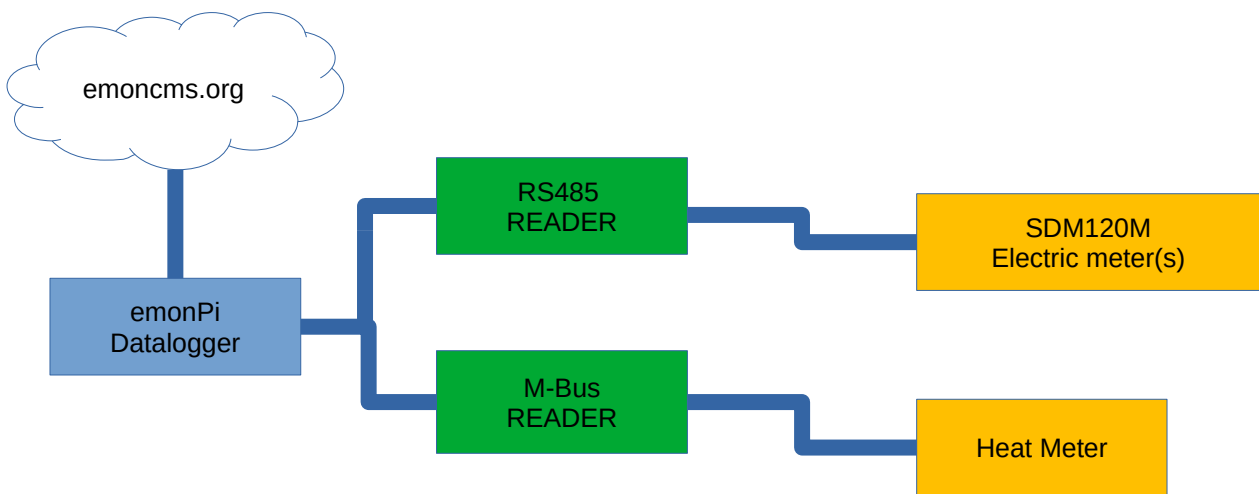 emoncms.org
RS485
READER
SDM120M
Electric meter(s)
emonPi
Datalogger
M-Bus
READER
Heat Meter